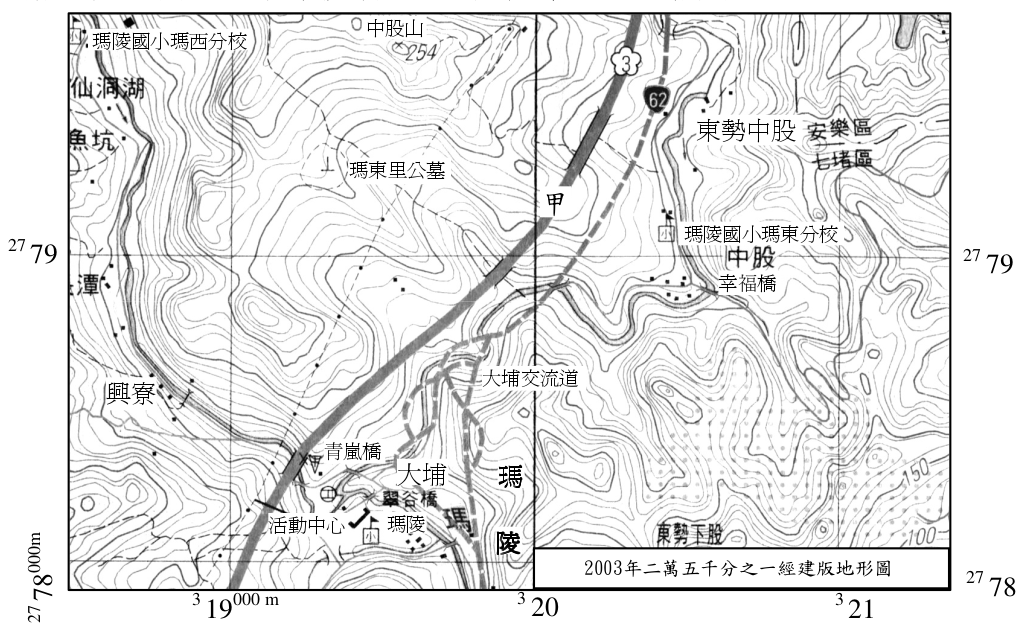 瑪陵國小瑪西分校
中股山
254
3
仙洞湖
62
東勢中股
安樂區
七堵區
魚坑
瑪東里公墓
甲
小
瑪陵國小瑪東分校
中股
27 79
27 79
潭
幸福橋
大埔交流道
興寮
青嵐橋
大埔
瑪
陵
150
翠谷橋
活動中心
小
瑪陵
瑪
東勢下股
100
2003年二萬五千分之一經建版地形圖
27 78 000m
27 78
3 19 000 m
3 20
3 21